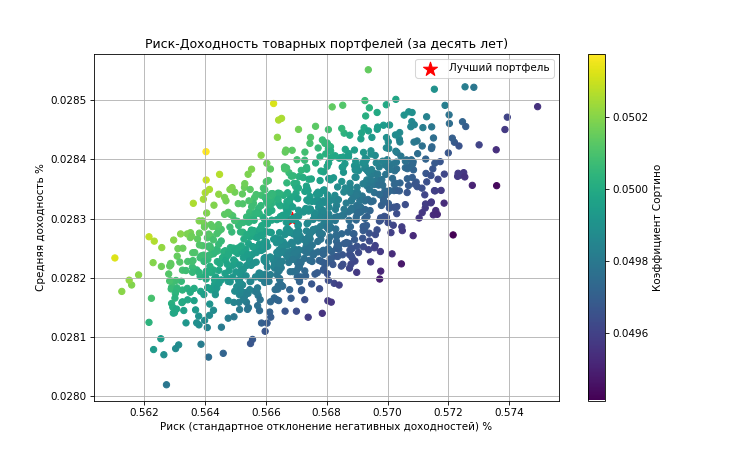 Риск-Доходность товарных портфелей (за десять лет)
Лучший портфель
Средняя доходность %
0.0285
0.0284
0.0283
0.0282
0.0281
0.0280
0.562 0.564 0.566 0.568 0.570 0.572 0.574
Риск (стандартное отклонение негативных доходностей) %
0.0502
0.0500
0.0498
0.0496
Коэффициент Сортино